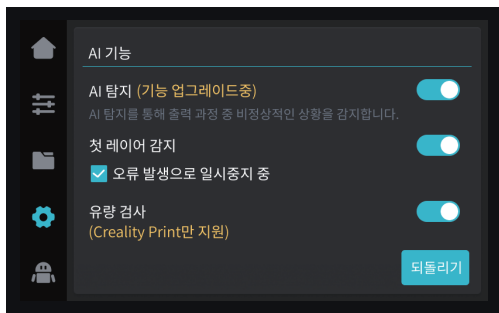 AI 기능
AI 탐지 (기능 업그레이드중)
AI 탐지를 통해 출력 과정 중 비정상적인 상황을 감지합니다.
첫 레이어 감지
오류 발생으로 일시중지 중
유량 검사
(Creality Print만 지원)
되돌리기